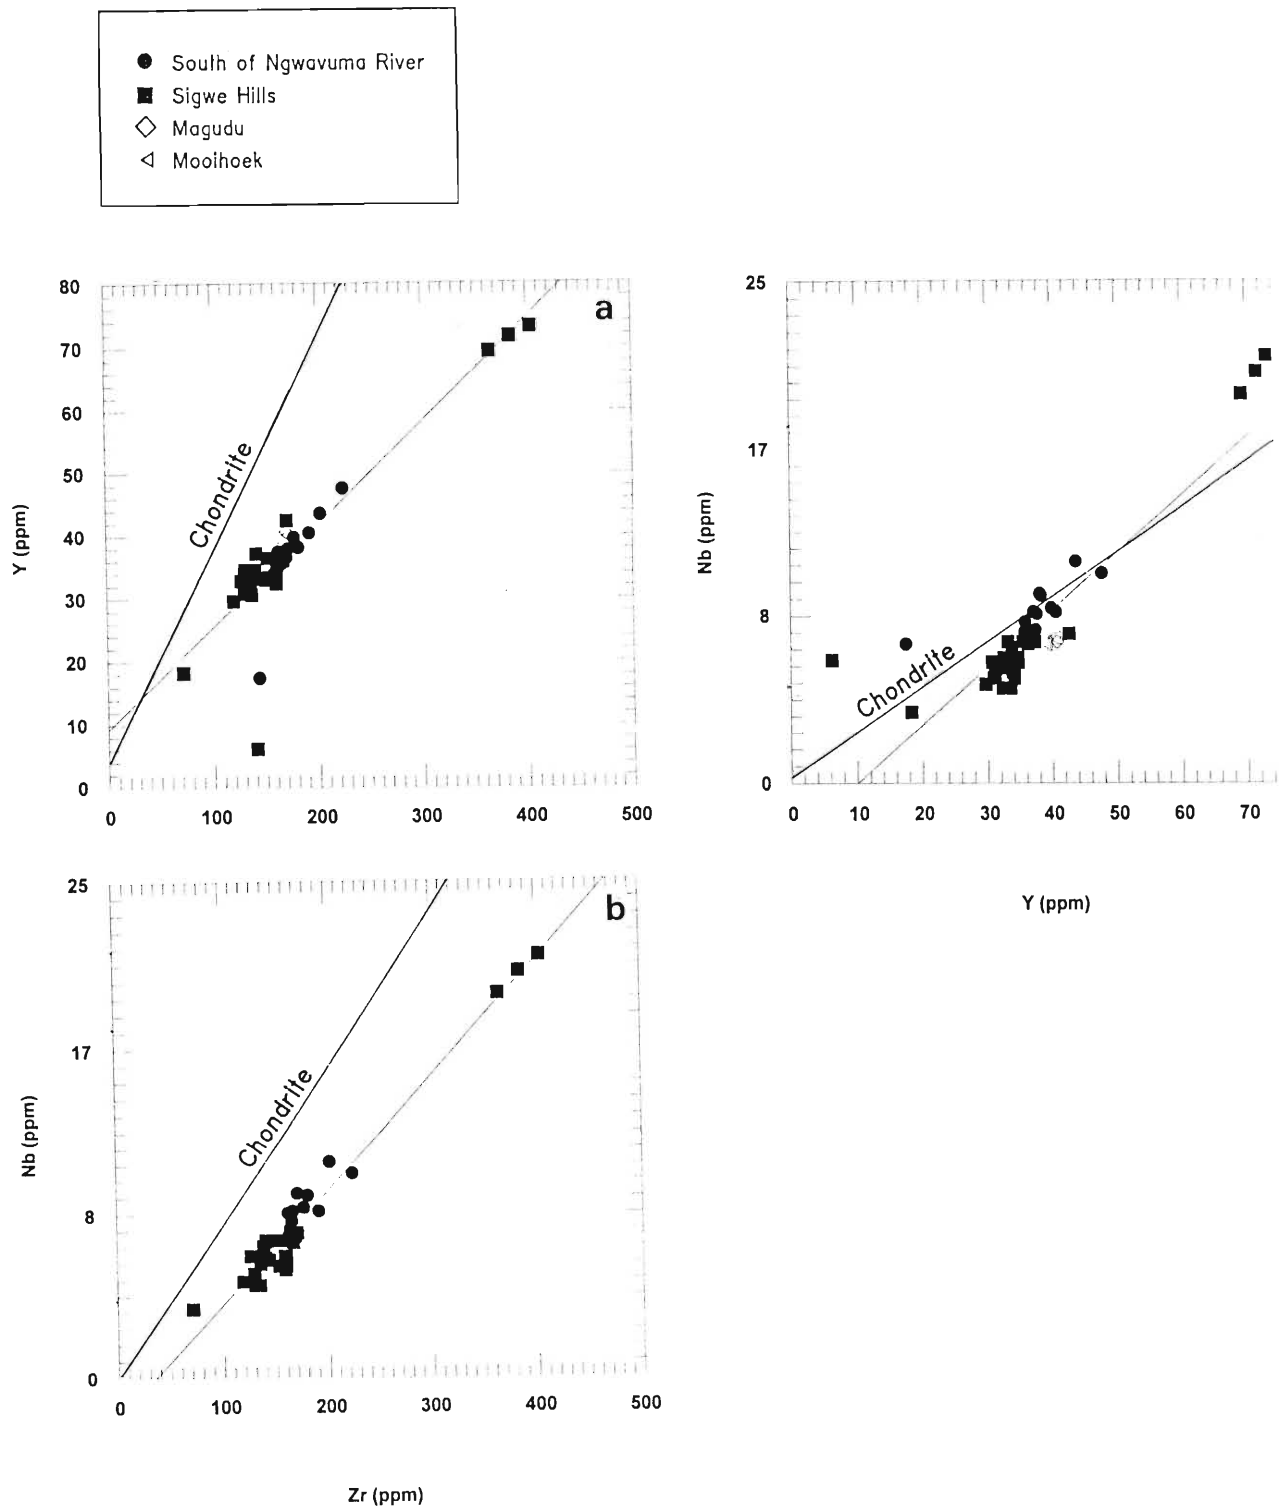 South of Ngwavuma River
Sigwe Hills
Magudu
Mooihoek
80
70
60
50
40
30
20
10
0
Y (ppm)
Chondrite
a
0
100
200
300
400
500
25
17
8
0
Nb (ppm)
Chondrite
0
10
20
30
40
50
60
70
Y (ppm)
25
17
8
0
Nb (ppm)
Chondrite
b
0
100
200
300
400
500
Zr (ppm)